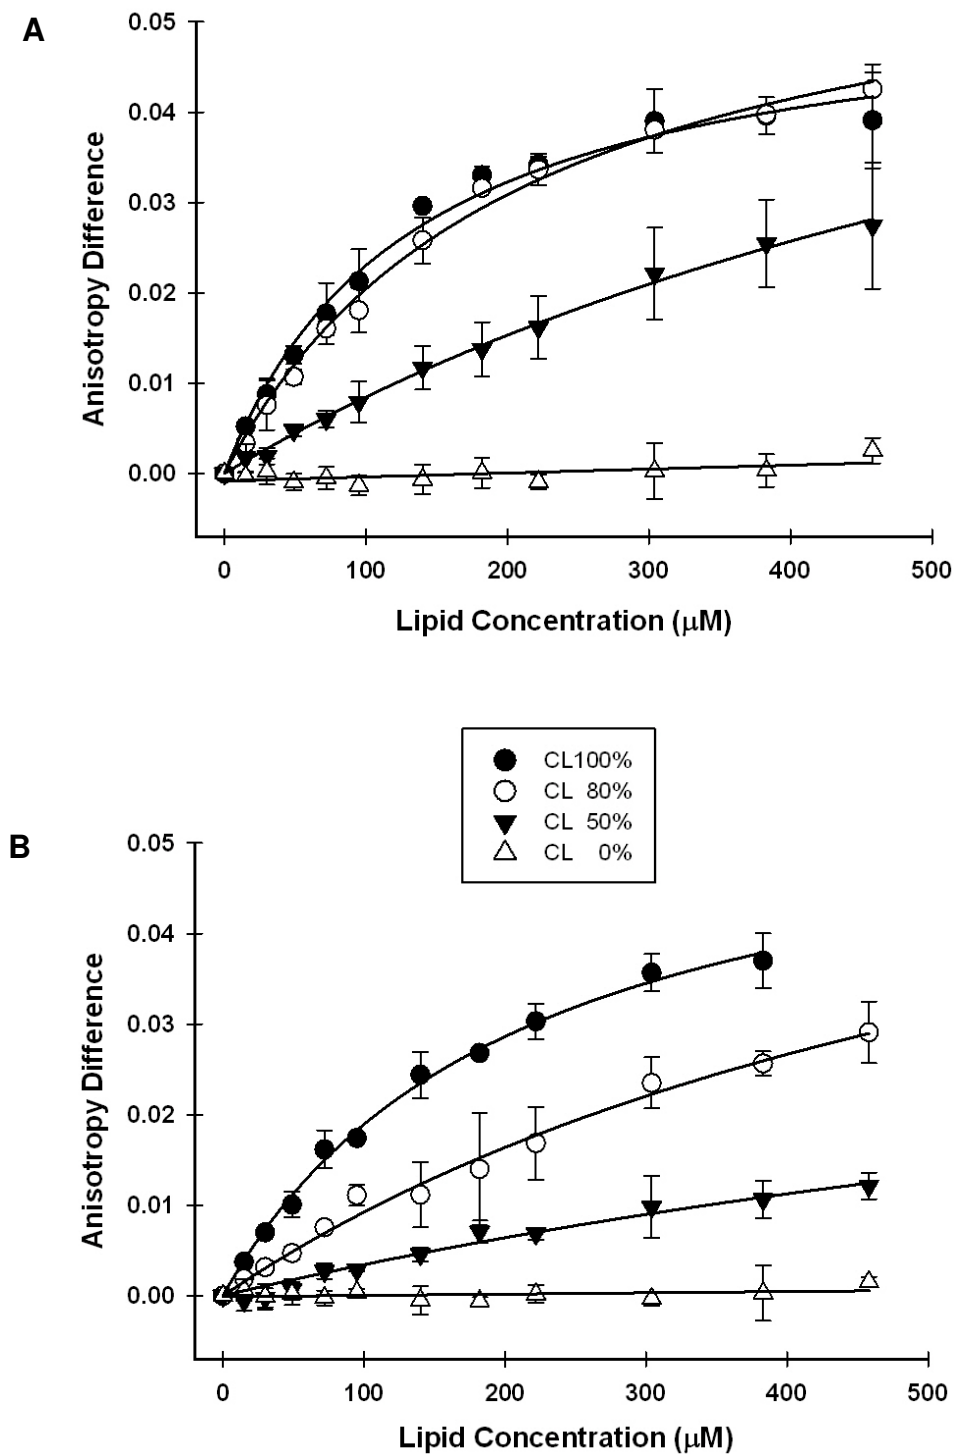 A
0.05
0.04
0.03
0.02
0.01
0.00
Anisotropy Difference
0 100 200 300 400 500
Lipid Concentration (μM)
CL100%
CL 80%
CL 50%
CL 0%
B
0.05
0.04
0.03
0.02
0.01
0.00
Anisotropy Difference
0 100 200 300 400 500
Lipid Concentration (μM)